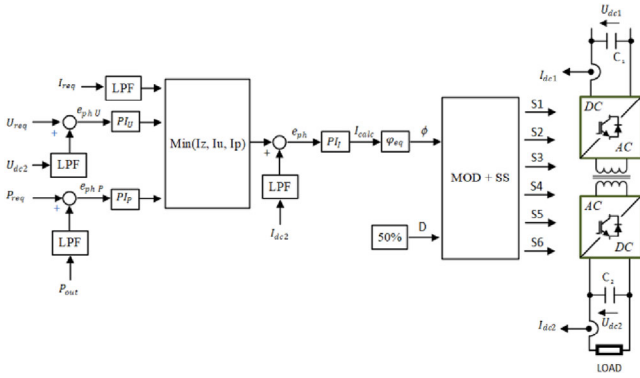 I_req
LPF
U_req
+
e_ph U
PI_U
U_dc2
LPF
P_req
+
e_ph P
PI_P
LPF
P_out
Min(Iz, Iu, Ip)
+
e_ph
LPF
I_dc2
PI_I
I_calc
φ_eq
ϕ
50%
D
MOD + SS
S1
S2
S3
S4
S5
S6
U_dc1
C_z
I_dc1
DC
AC
AC
DC
C_z
U_dc2
I_dc2
LOAD